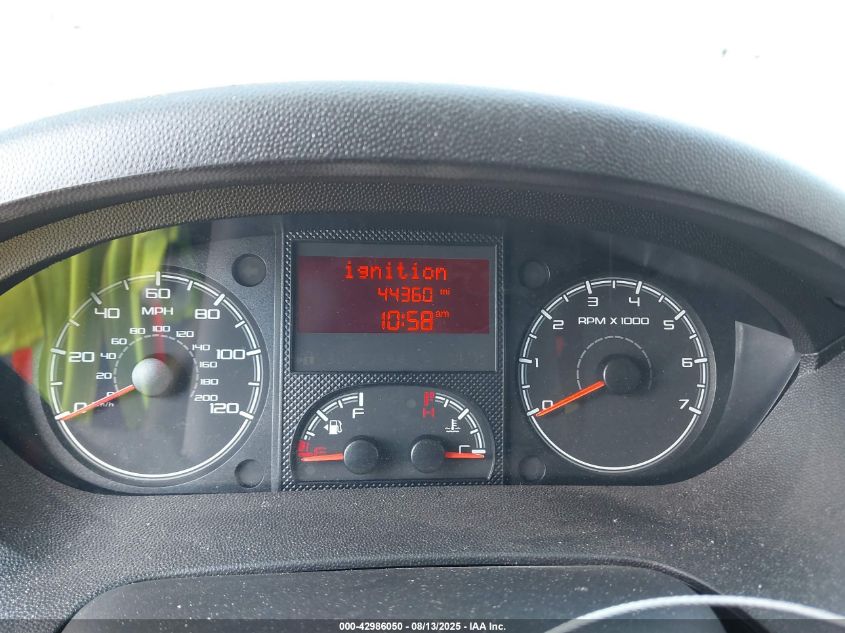 ignition
44360 mi
10:58 am
0 20 40 60 80 100 120
MPH
0 20 40 60 80 100 120 140 160 180 200
km/h
F
E
H
C
0 1 2 3 4 5 6 7
RPM X 1000
000-42986050 - 08/13/2025 - IAA Inc.